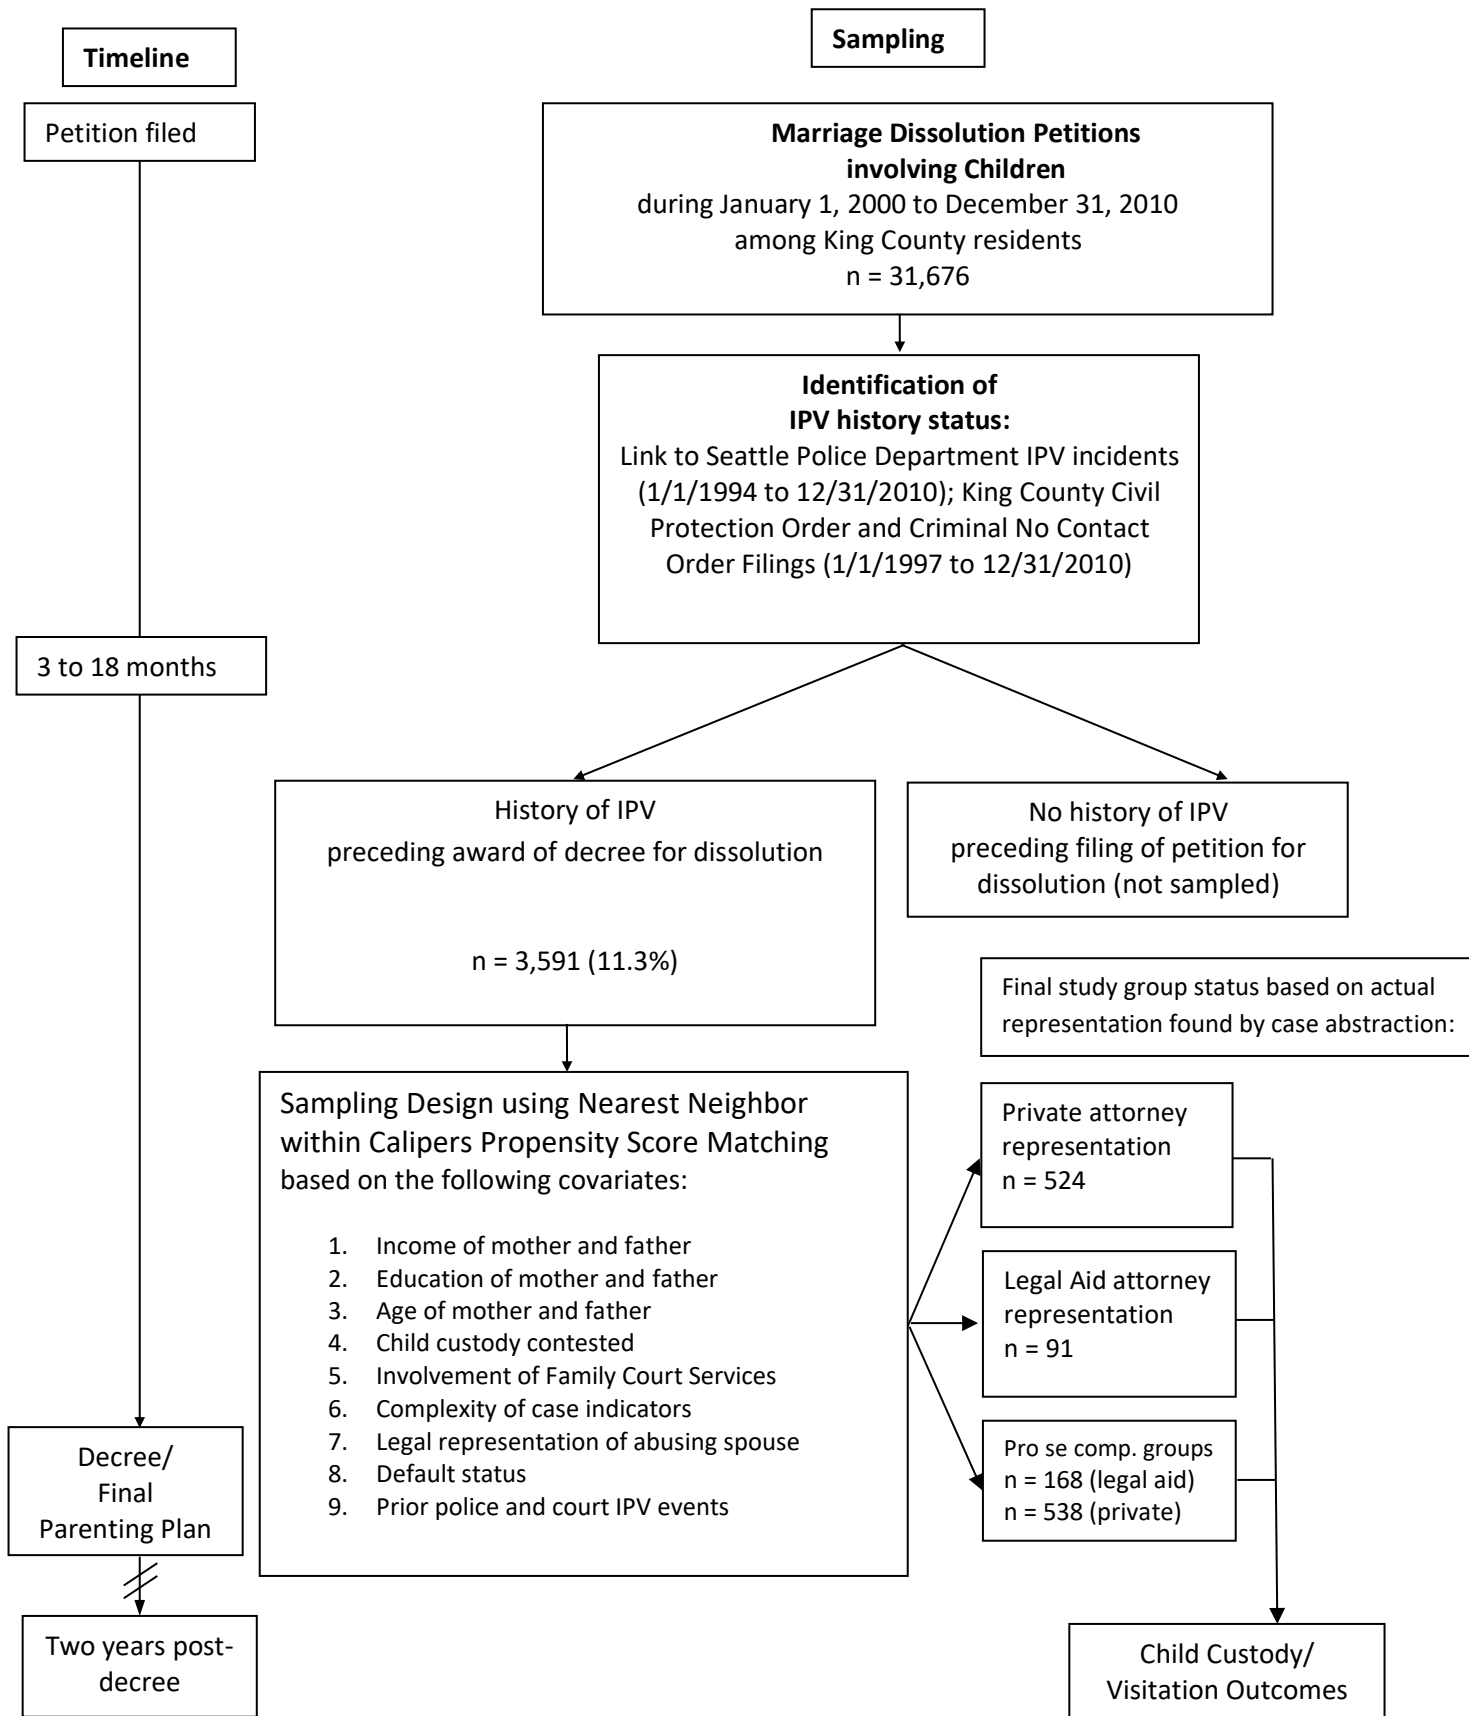 Timeline
Petition filed
3 to 18 months
Decree/
Final
Parenting Plan
Two years post-
decree
Sampling
Marriage Dissolution Petitions
involving Children
during January 1, 2000 to December 31, 2010
among King County residents
n = 31,676
Identification of
IPV history status:
Link to Seattle Police Department IPV incidents
(1/1/1994 to 12/31/2010); King County Civil
Protection Order and Criminal No Contact
Order Filings (1/1/1997 to 12/31/2010)
History of IPV
preceding award of decree for dissolution
n = 3,591 (11.3%)
No history of IPV
preceding filing of petition for
dissolution (not sampled)
Sampling Design using Nearest Neighbor
within Calipers Propensity Score Matching
based on the following covariates:
1. Income of mother and father
2. Education of mother and father
3. Age of mother and father
4. Child custody contested
5. Involvement of Family Court Services
6. Complexity of case indicators
7. Legal representation of abusing spouse
8. Default status
9. Prior police and court IPV events
Final study group status based on actual
representation found by case abstraction:
Private attorney
representation
n = 524
Legal Aid attorney
representation
n = 91
Pro se comp. groups
n = 168 (legal aid)
n = 538 (private)
Child Custody/
Visitation Outcomes